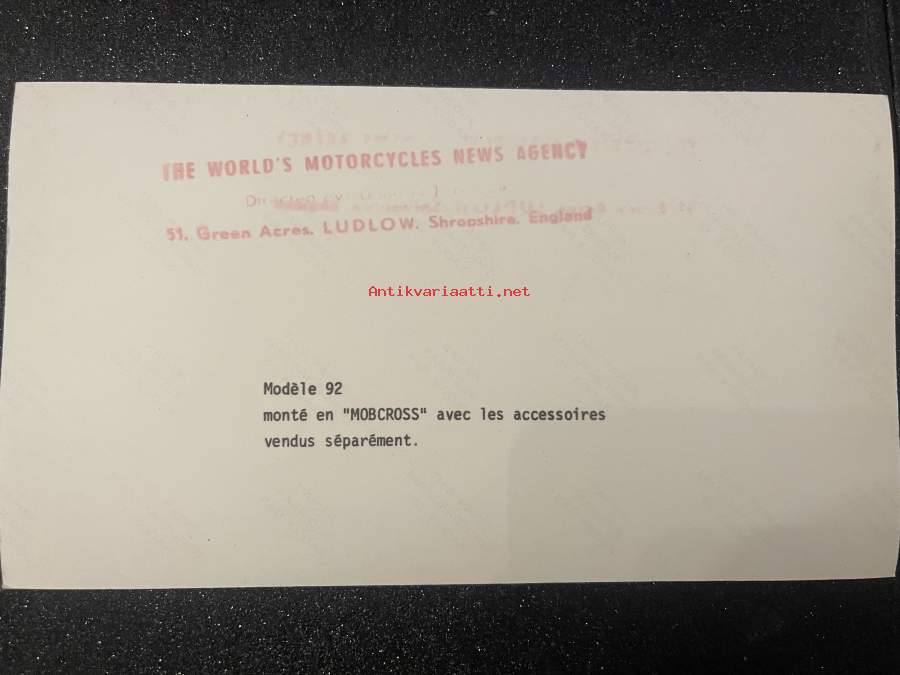 THE WORLD'S MOTORCYCLES NEWS AGENCY
51, Green Acres, LUDLOW, Shropshire, England
Antikvariaatti.net
Modèle 92
monté en "MOBCROSS" avec les accessoires
vendus séparément.